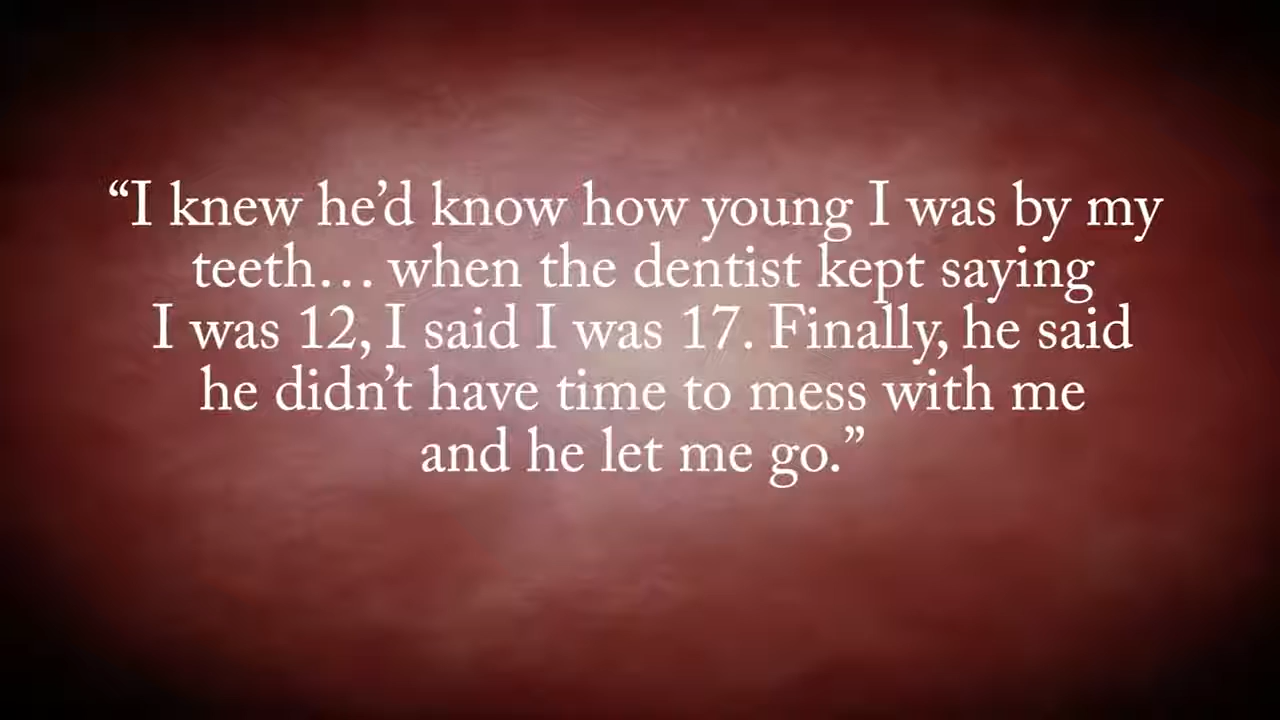 “I knew he’d know how young I was by my
teeth… when the dentist kept saying
I was 12, I said I was 17. Finally, he said
he didn’t have time to mess with me
and he let me go.”